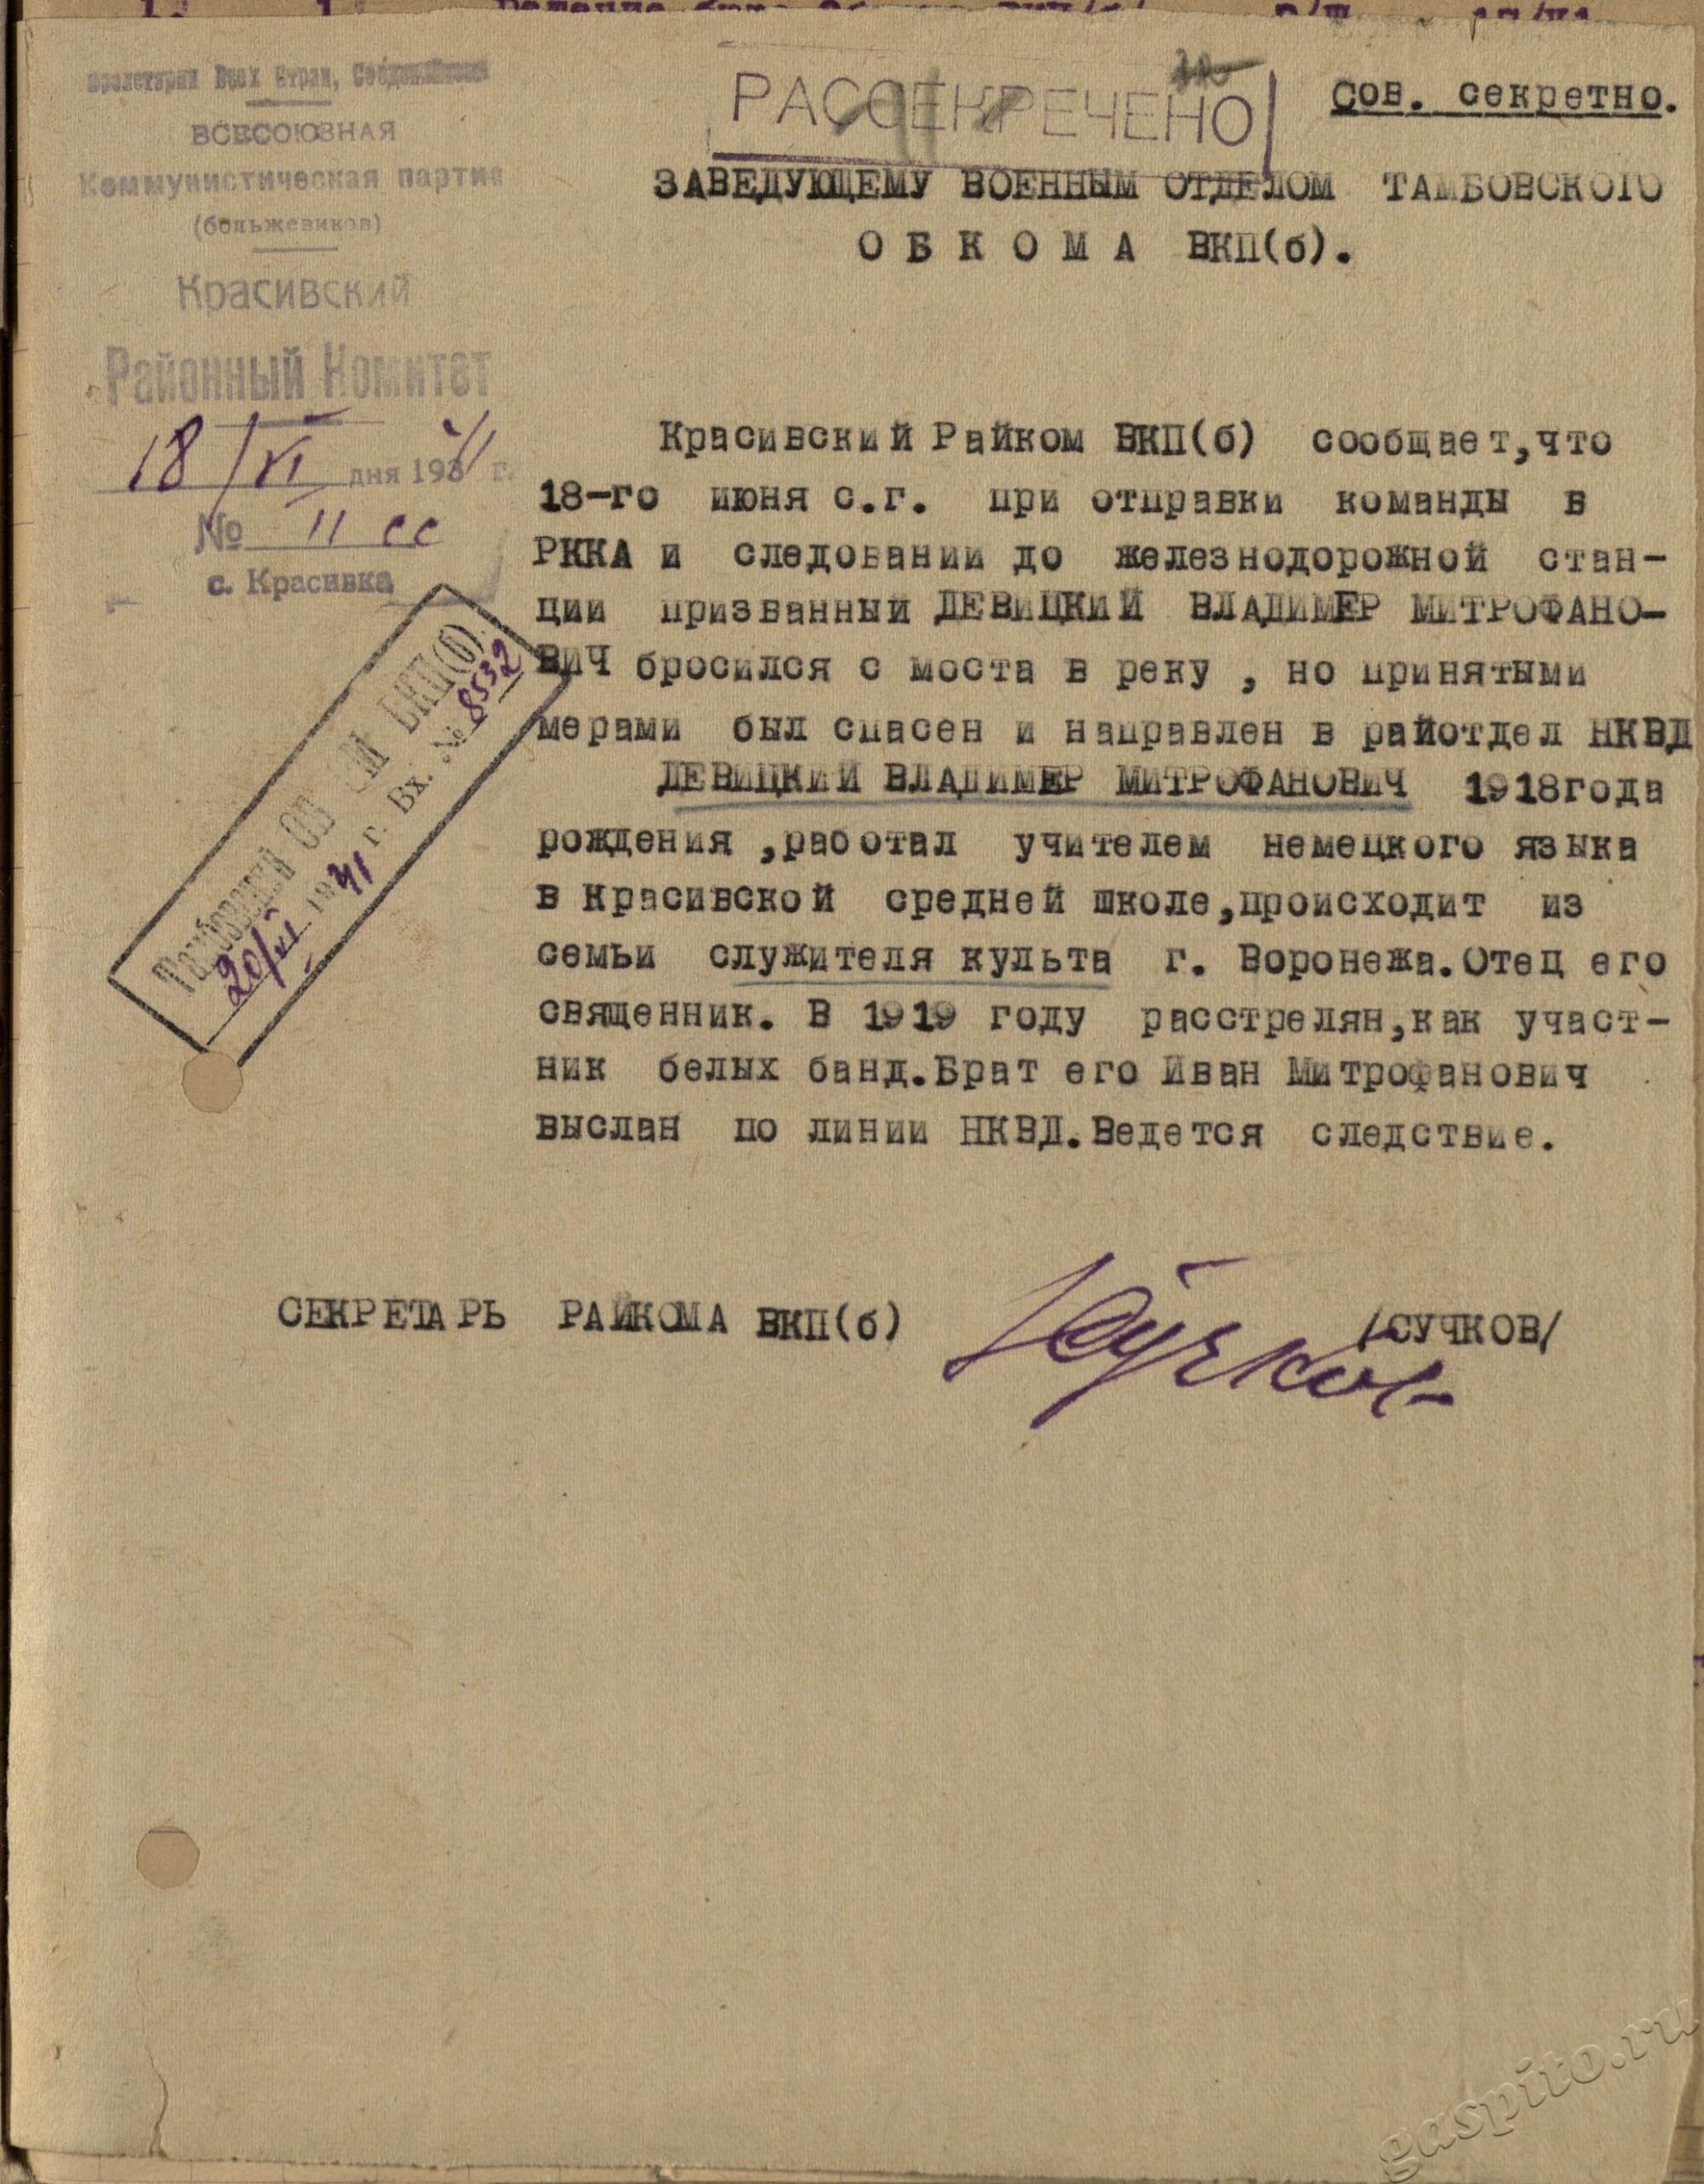 Пролетарии Всех Стран, Соединяйтесь
ВСЕСОЮЗНАЯ
Коммунистическая партия
(большевиков)
Красивский
Районный Комитет
18/VI дня 1941 г.
№ 11 сс
с. Красивка
РАССЕКРЕЧЕНО
Сов. секретно.
ЗАВЕДУЮЩЕМУ ВОЕННЫМ ОТДЕЛОМ ТАМБОВСКОГО
ОБКОМА ВКП(б).
Тамбовский ОБКОМ ВКП(б)
20/VI 1941 г. Вх. № 8532
Красивский Райком ВКП(б) сообщает,что
18-го июня с.г. при отправки команды в
РККА и следовании до железнодорожной стан-
ции призванный ДЕВИЦКИЙ ВЛАДИМЕР МИТРОФАНО-
ВИЧ бросился с моста в реку , но принятыми
мерами был спасен и направлен в райотдел НКВД
ДЕВИЦКИЙ ВЛАДИМЕР МИТРОФАНОВИЧ 1918года
рождения ,работал учителем немецкого языка
в Красивской средней школе,происходит из
семьи служителя культа г. Воронежа.Отец его
священник. В 1919 году расстрелян,как участ-
ник белых банд.Брат его Иван Митрофанович
выслан по линии НКВД.Ведется следствие.
СЕКРЕТАРЬ РАЙКОМА ВКП(б) Сучков /СУЧКОВ/
gaspito.ru